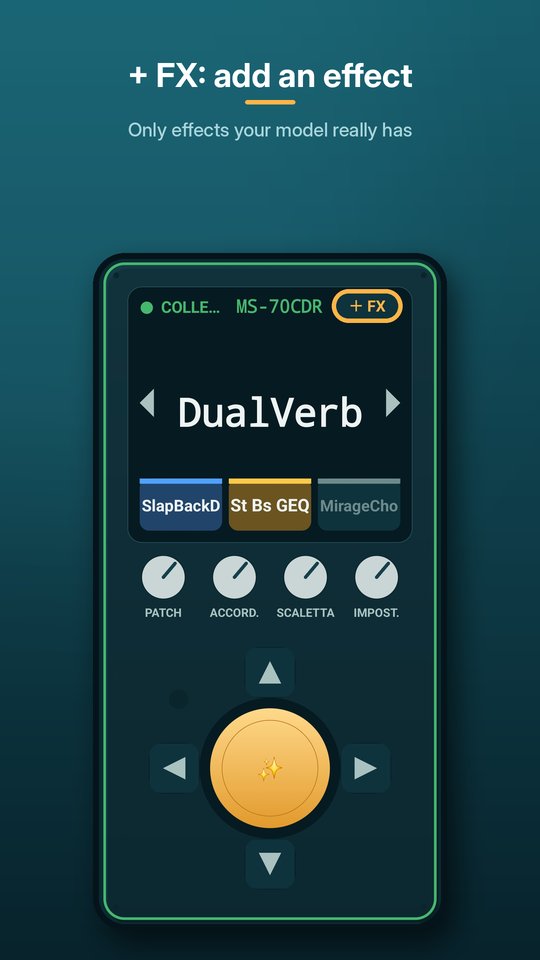 + FX: add an effect
Only effects your model really has
COLLE... MS-70CDR + FX
DualVerb
SlapBackD St Bs GEQ MirageCho
PATCH ACCORD. SCALETTA IMPOST.